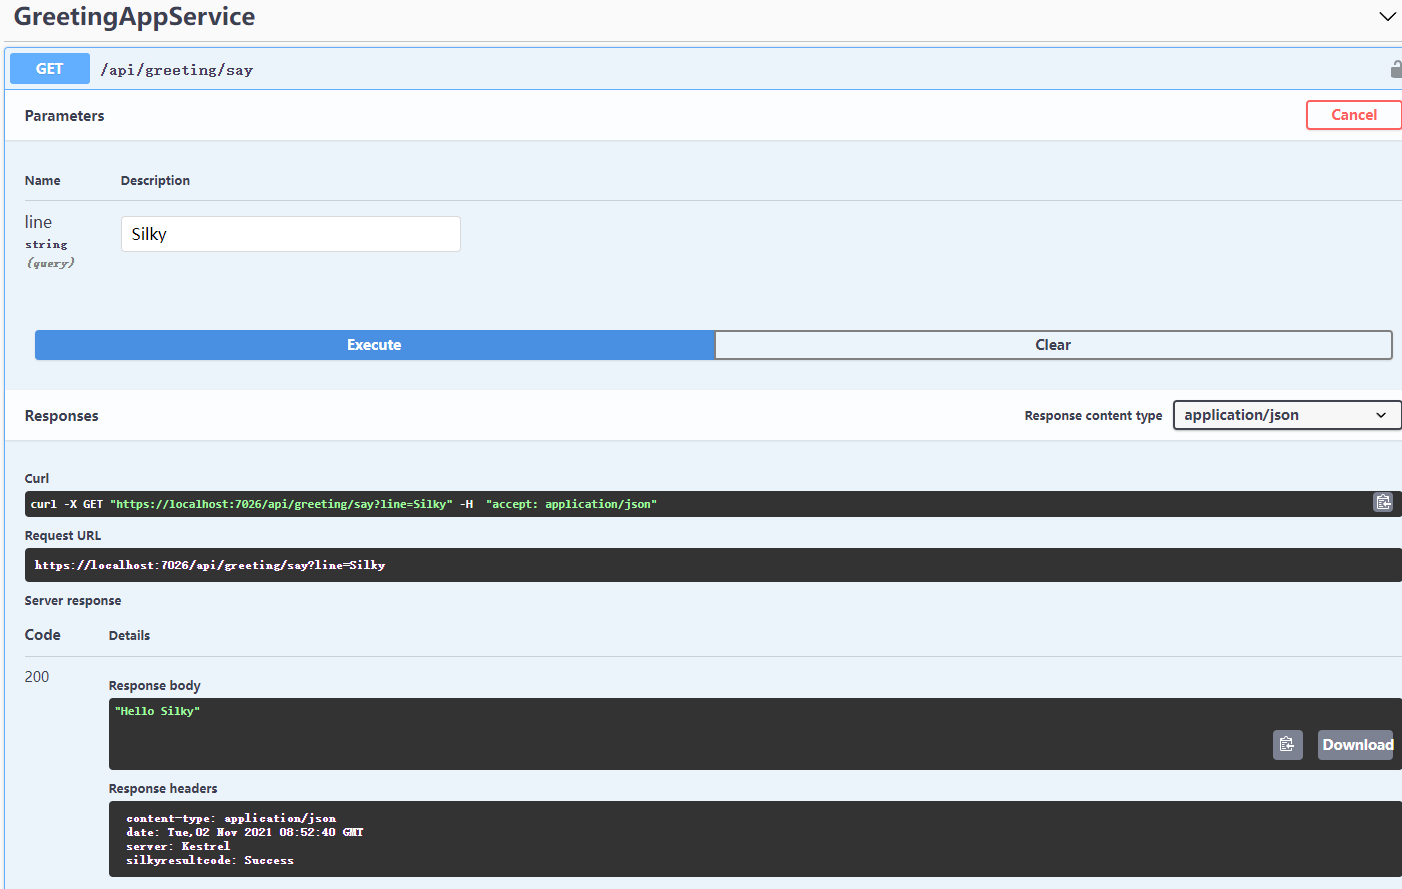 GreetingAppService
GET /api/greeting/say
Parameters
Cancel
Name Description
line
string
(query)
Silky
Execute Clear
Responses
Response content type application/json
Curl
curl -X GET "https://localhost:7026/api/greeting/say?line=Silky" -H  "accept: application/json"
Request URL
https://localhost:7026/api/greeting/say?line=Silky
Server response
Code Details
200
Response body
"Hello Silky"
Download
Response headers
content-type: application/json
date: Tue,02 Nov 2021 08:52:40 GMT
server: Kestrel
silkyresultcode: Success